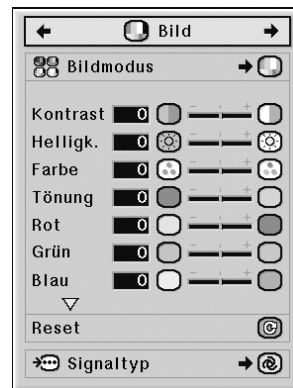 Bild
Bildmodus
Kontrast 0
Helligk. 0
Farbe 0
Tönung 0
Rot 0
Grün 0
Blau 0
Reset
Signaltyp